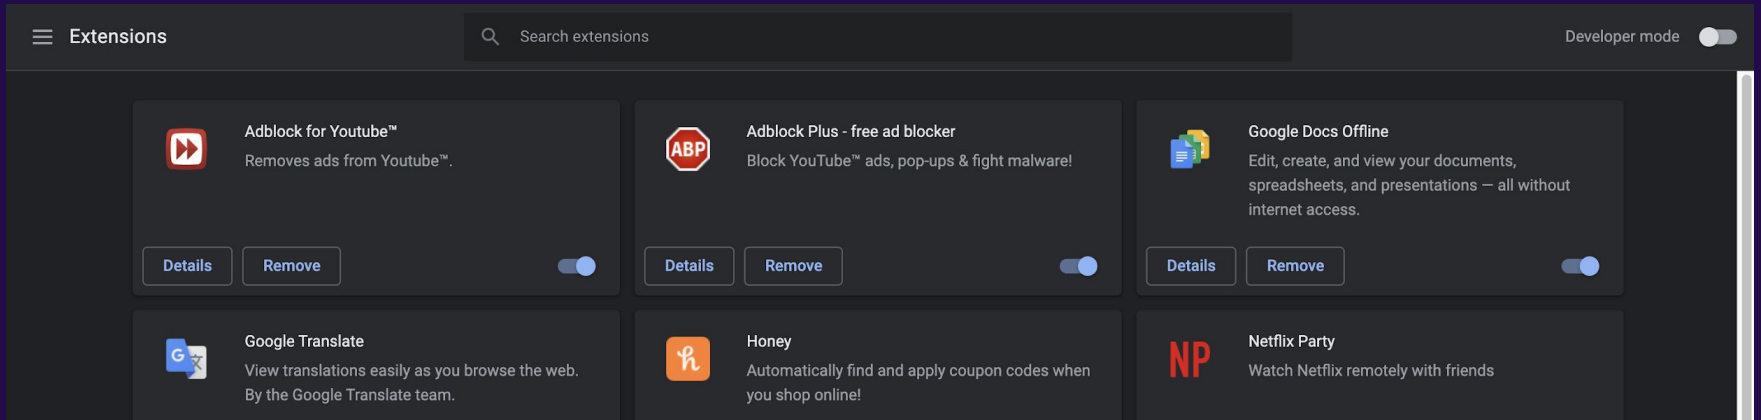 Extensions
Search extensions
Developer mode
Adblock for Youtube™
Removes ads from Youtube™.
Details
Remove
ABP
Adblock Plus - free ad blocker
Block YouTube™ ads, pop-ups & fight malware!
Details
Remove
Google Docs Offline
Edit, create, and view your documents,
spreadsheets, and presentations — all without
internet access.
Details
Remove
G 文
Google Translate
View translations easily as you browse the web.
By the Google Translate team.
h
Honey
Automatically find and apply coupon codes when
you shop online!
NP
Netflix Party
Watch Netflix remotely with friends